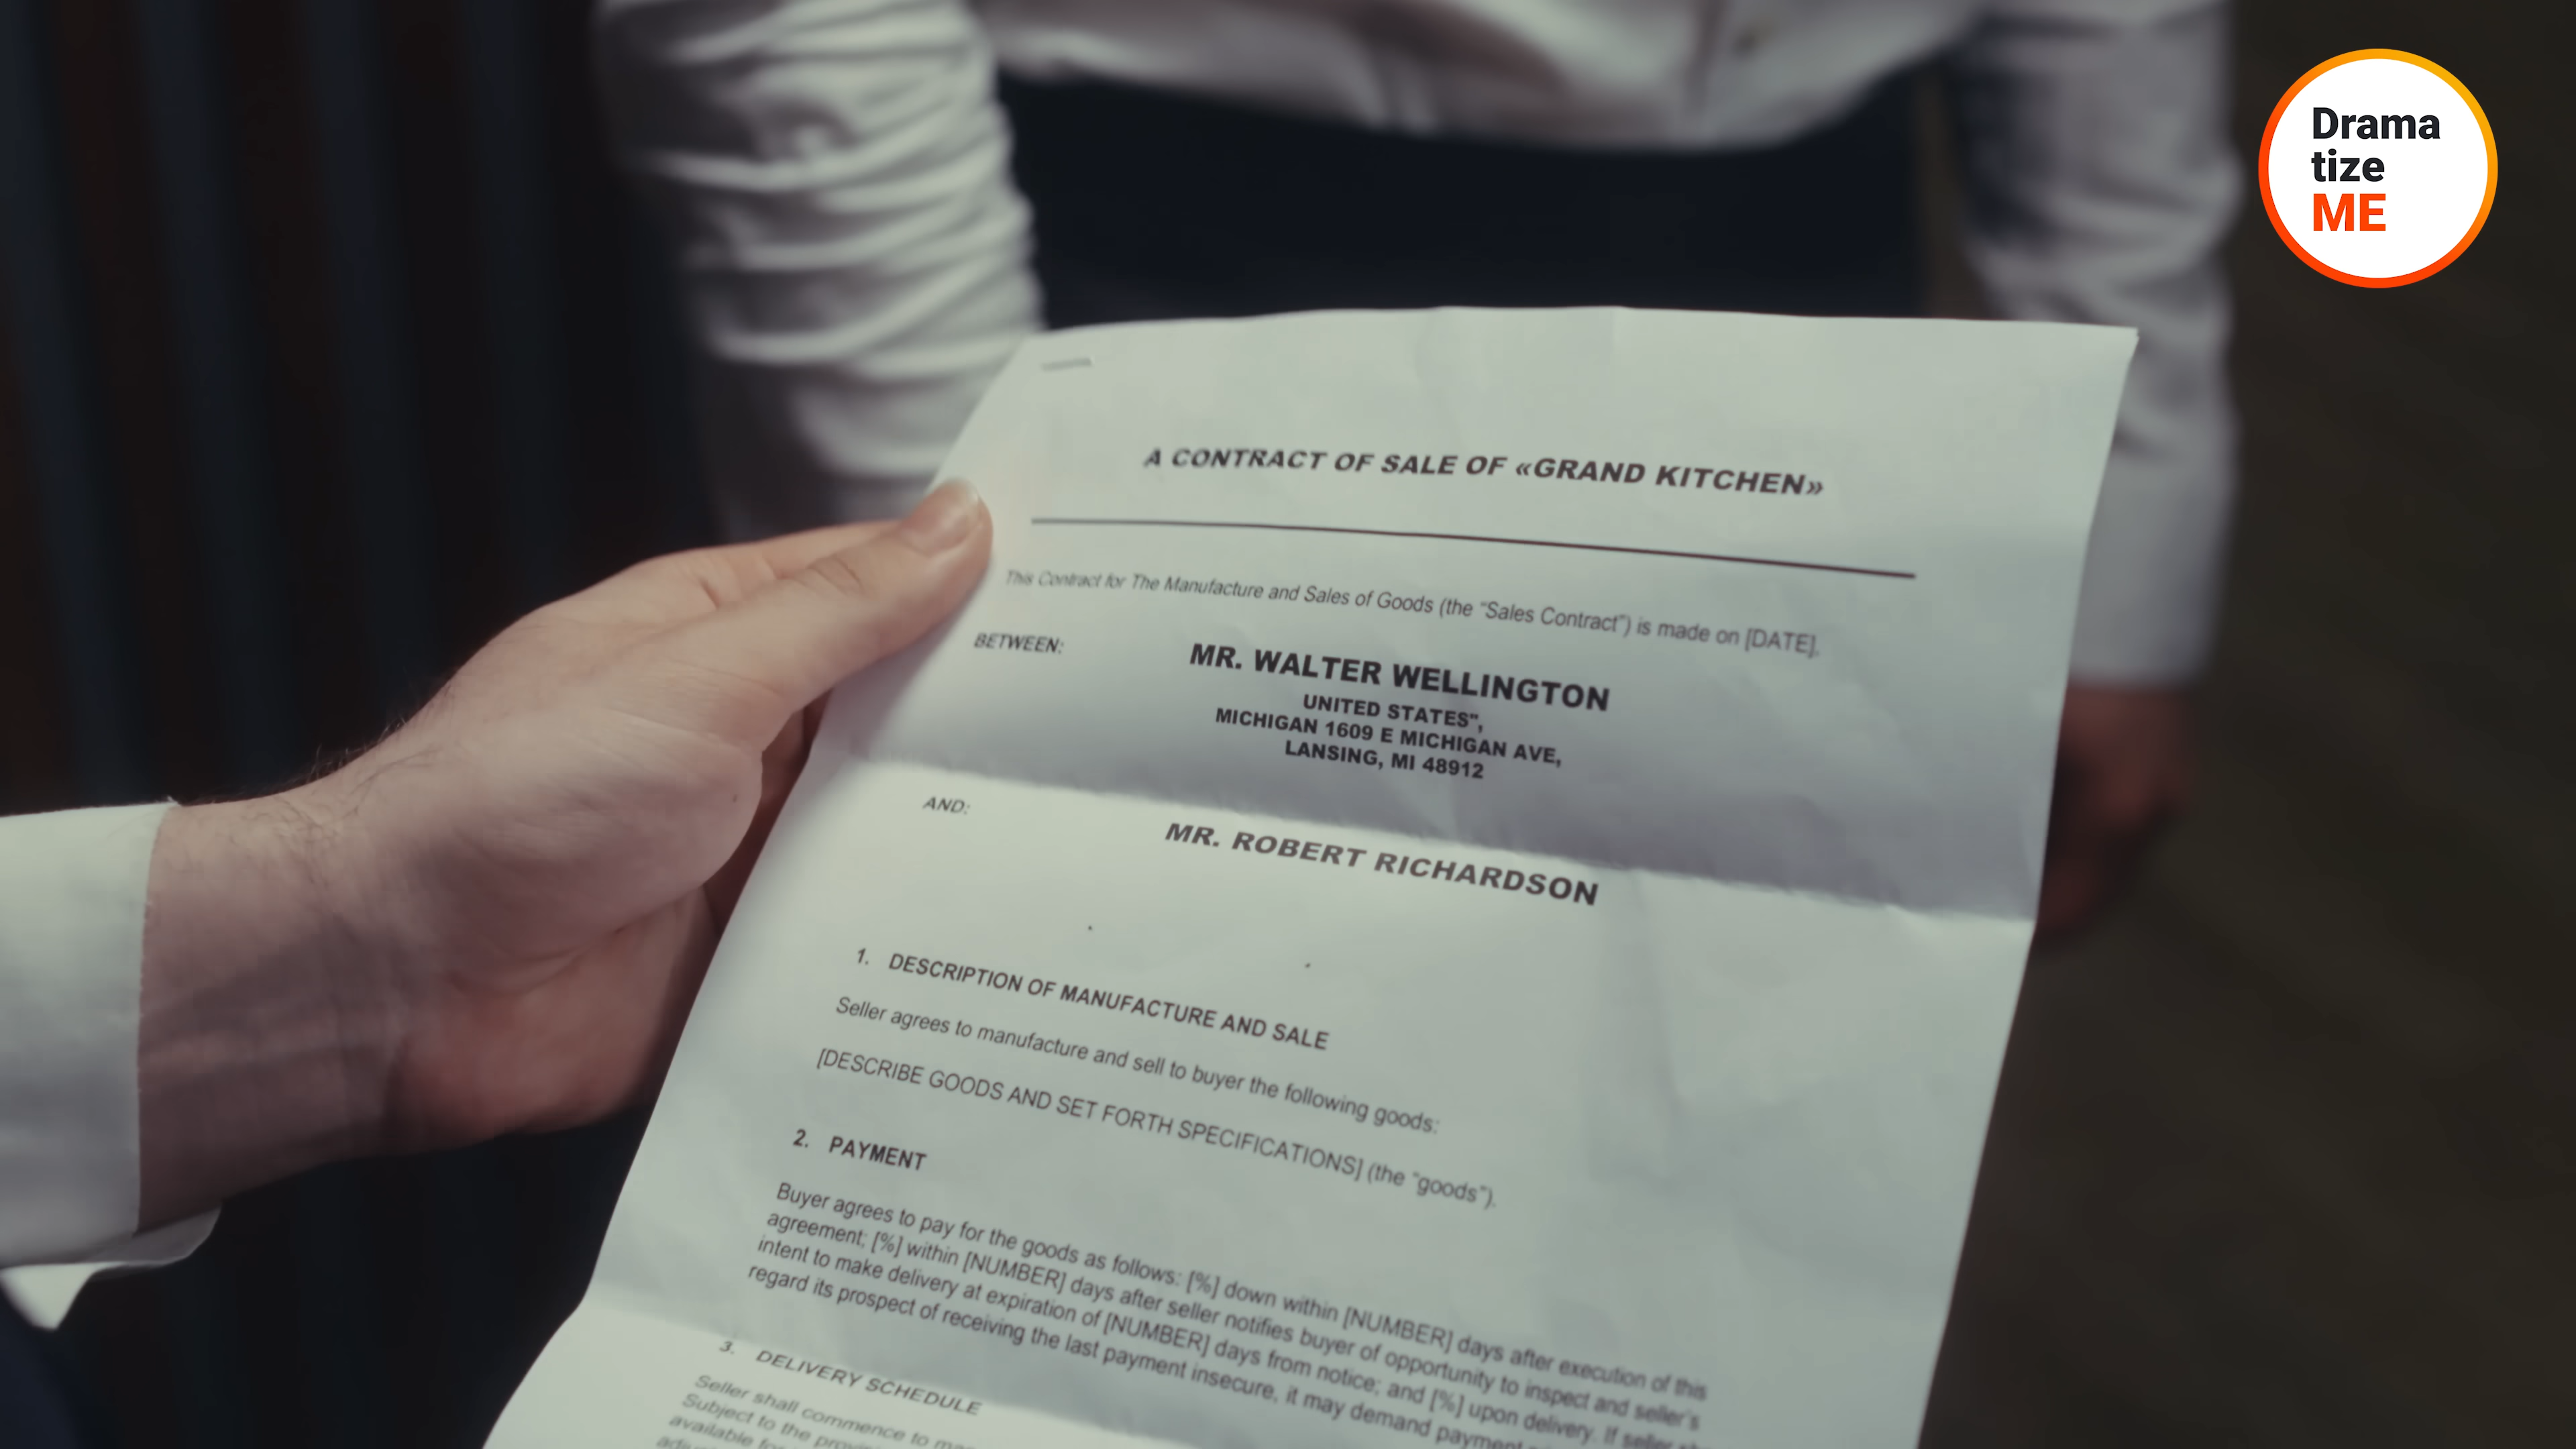 Drama
tize
ME
A CONTRACT OF SALE OF «GRAND KITCHEN»
This Contract for The Manufacture and Sales of Goods (the “Sales Contract”) is made on [DATE],
BETWEEN:
MR. WALTER WELLINGTON
UNITED STATES",
MICHIGAN 1609 E MICHIGAN AVE,
LANSING, MI 48912
AND:
MR. ROBERT RICHARDSON
1. DESCRIPTION OF MANUFACTURE AND SALE
Seller agrees to manufacture and sell to buyer the following goods:
[DESCRIBE GOODS AND SET FORTH SPECIFICATIONS] (the “goods”).
2. PAYMENT
Buyer agrees to pay for the goods as follows: [%] down within [NUMBER] days after execution of this
agreement; [%] within [NUMBER] days after seller notifies buyer of opportunity to inspect and seller's
intent to make delivery at expiration of [NUMBER] days from notice; and [%] upon delivery. If seller
regard its prospect of receiving the last payment insecure, it may demand payment
3. DELIVERY SCHEDULE
Seller shall commence to
Subject to the
available